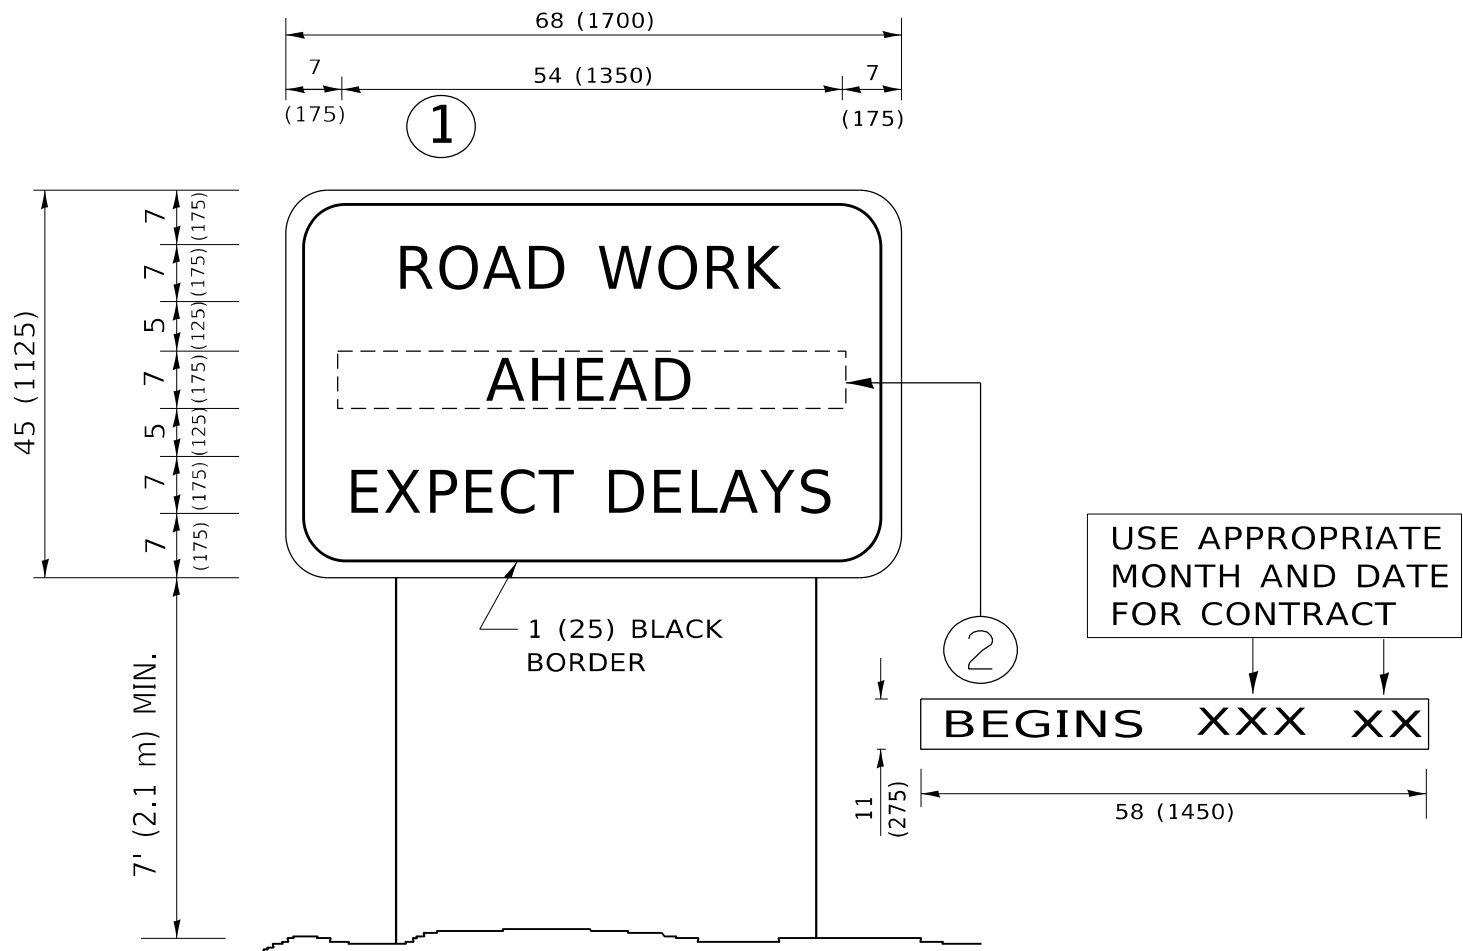 68 (1700)
7
54 (1350)
7
(175)
(175)
1
7
(175)
7
(175)
5
(125)
7
(175)
5
(125)
7
(175)
7
(175)
45 (1125)
ROAD WORK
AHEAD
EXPECT DELAYS
1 (25) BLACK
BORDER
7' (2.1 m) MIN.
2
USE APPROPRIATE
MONTH AND DATE
FOR CONTRACT
BEGINS XXX XX
11
(275)
58 (1450)